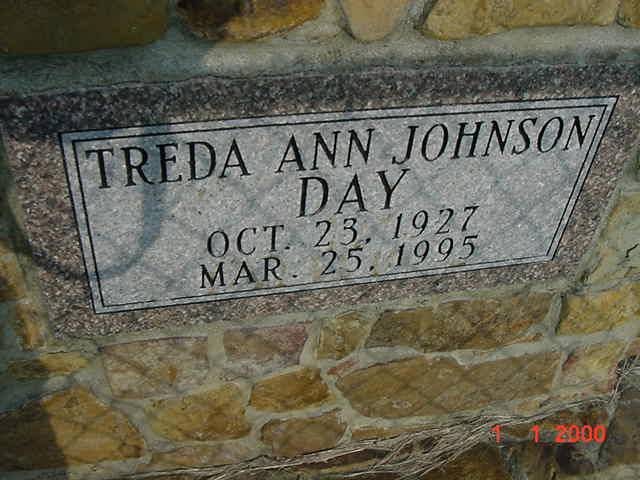 TREDA ANN JOHNSON
DAY
OCT. 23, 1927
MAR. 25, 1995
1 1 2000